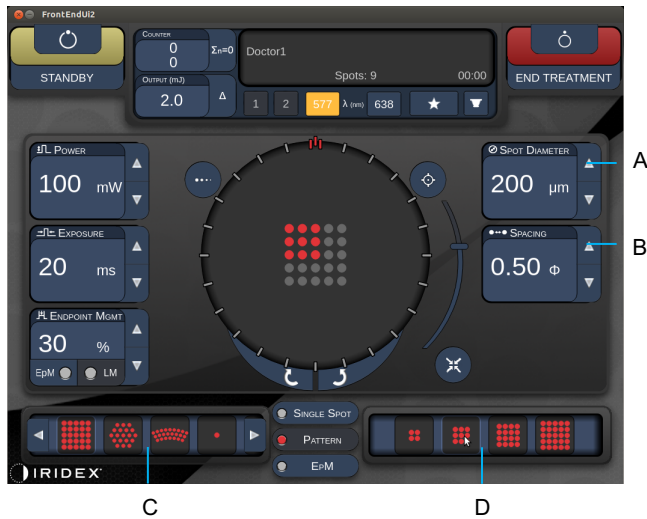 FrontEndUi2
STANDBY
COUNTER
0
0
Σn=0
OUTPUT (mJ)
2.0
Δ
Doctor1
Spots: 9
00:00
1
2
577
λ (nm)
638
END TREATMENT
POWER
100 mW
EXPOSURE
20 ms
ENDPOINT MGMT
30 %
EPM
LM
SPOT DIAMETER
200 µm
A
SPACING
0.50 Φ
B
SINGLE SPOT
PATTERN
EPM
IRIDEX
C
D